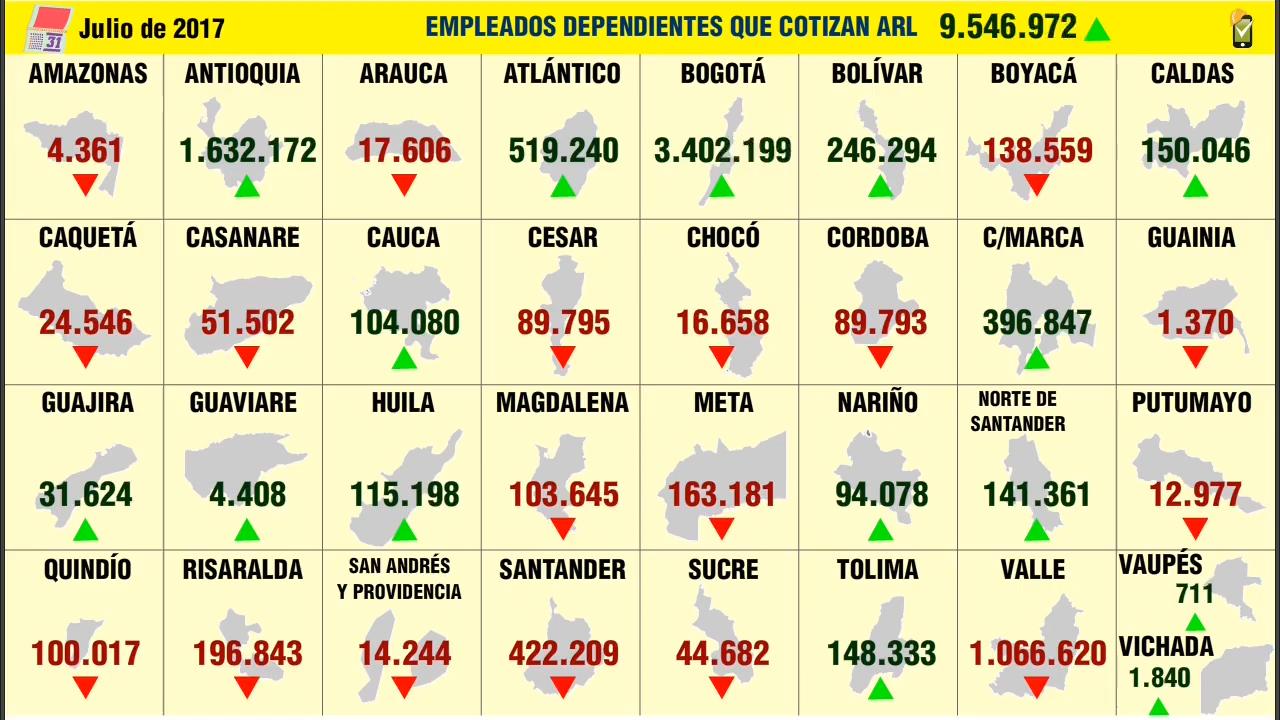 Julio de 2017
EMPLEADOS DEPENDIENTES QUE COTIZAN ARL 9.546.972
31
AMAZONAS ANTIOQUIA ARAUCA ATLÁNTICO BOGOTÁ BOLÍVAR BOYACÁ CALDAS
4.361 1.632.172 17.606 519.240 3.402.199 246.294 138.559 150.046
CAQUETÁ CASANARE CAUCA CESAR CHOCÓ CORDOBA C/MARCA GUAINIA
24.546 51.502 104.080 89.795 16.658 89.793 396.847 1.370
GUAJIRA GUAVIARE HUILA MAGDALENA META NARIÑO NORTE DE
SANTANDER PUTUMAYO
31.624 4.408 115.198 103.645 163.181 94.078 141.361 12.977
QUINDÍO RISARALDA SAN ANDRÉS
Y PROVIDENCIA SANTANDER SUCRE TOLIMA VALLE
100.017 196.843 14.244 422.209 44.682 148.333 1.066.620
VAUPÉS
711
VICHADA
1.840